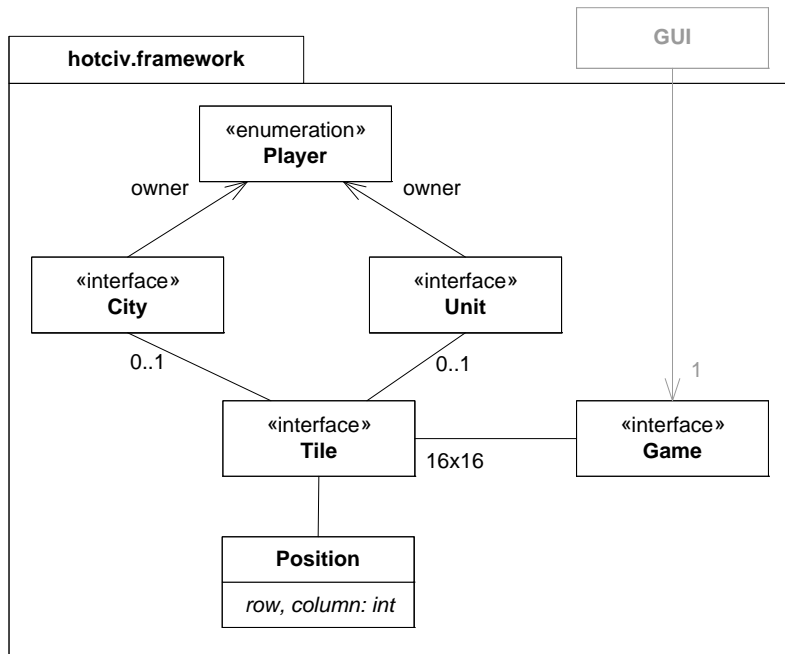 GUI
hotciv.framework
«enumeration»
Player
owner
owner
«interface»
City
«interface»
Unit
0..1
0..1
1
«interface»
Tile
«interface»
Game
16x16
Position
row, column: int